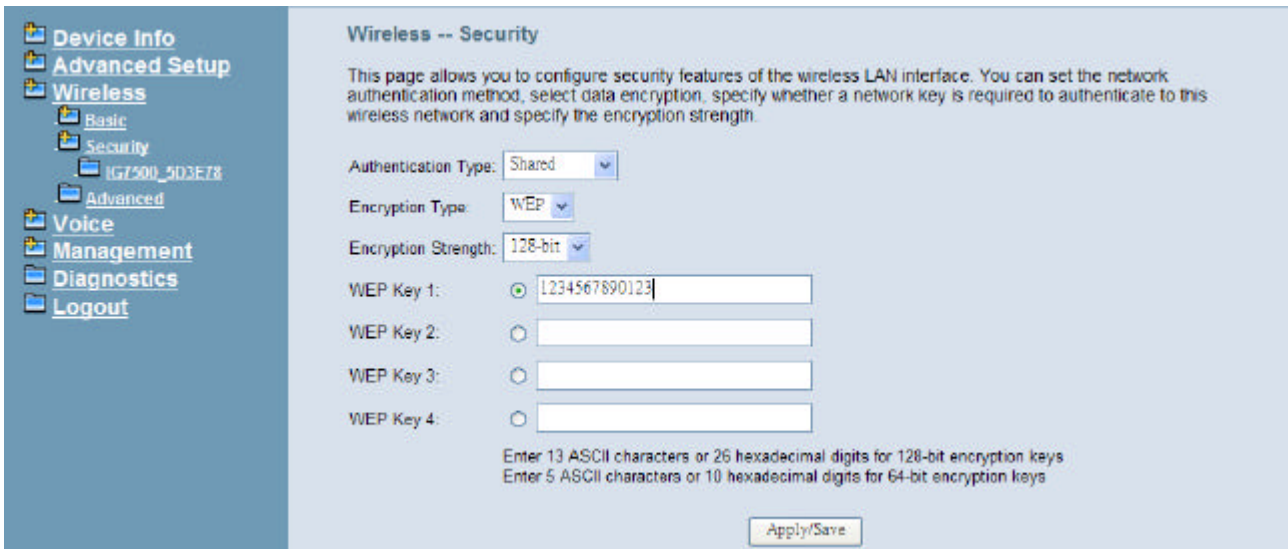 Device Info
Advanced Setup
Wireless
Basic
Security
IG7500_5D3E78
Advanced
Voice
Management
Diagnostics
Logout
Wireless -- Security
This page allows you to configure security features of the wireless LAN interface. You can set the network
authentication method, select data encryption, specify whether a network key is required to authenticate to this
wireless network and specify the encryption strength.
Authentication Type: Shared
Encryption Type: WEP
Encryption Strength: 128-bit
WEP Key 1: 1234567890123
WEP Key 2:
WEP Key 3:
WEP Key 4:
Enter 13 ASCII characters or 26 hexadecimal digits for 128-bit encryption keys
Enter 5 ASCII characters or 10 hexadecimal digits for 64-bit encryption keys
Apply/Save